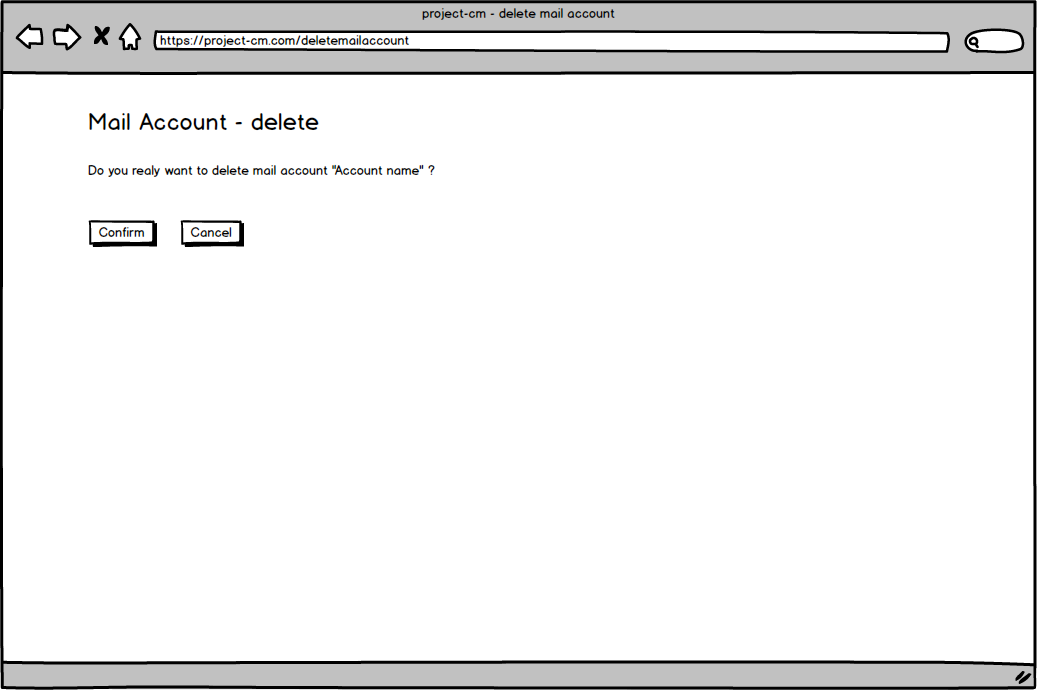 project-cm - delete mail account
https://project-cm.com/deletemailaccount
Mail Account - delete
Do you realy want to delete mail account "Account name" ?
Confirm Cancel